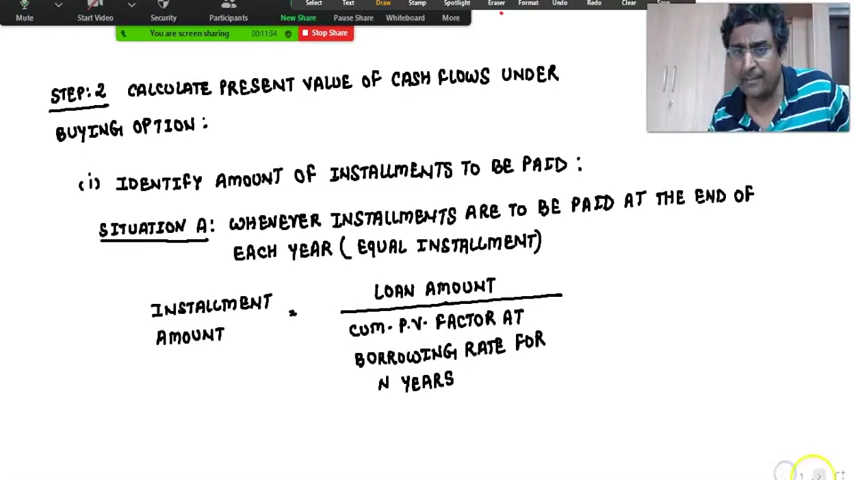 Select Text Draw Stamp Spotlight Eraser Format Undo Redo
Mute Start Video Security Participants New Share Pause Share Whiteboard More
You are screen sharing 00:11:34 Stop Share
STEP:2 CALCULATE PRESENT VALUE OF CASH FLOWS UNDER
BUYING OPTION:
(i) IDENTIFY AMOUNT OF INSTALLMENTS TO BE PAID:
SITUATION A: WHENEVER INSTALLMENTS ARE TO BE PAID AT THE END OF
EACH YEAR (EQUAL INSTALLMENT)
INSTALLMENT
AMOUNT
=
LOAN AMOUNT
CUM. P.V. FACTOR AT
BORROWING RATE FOR
N YEARS